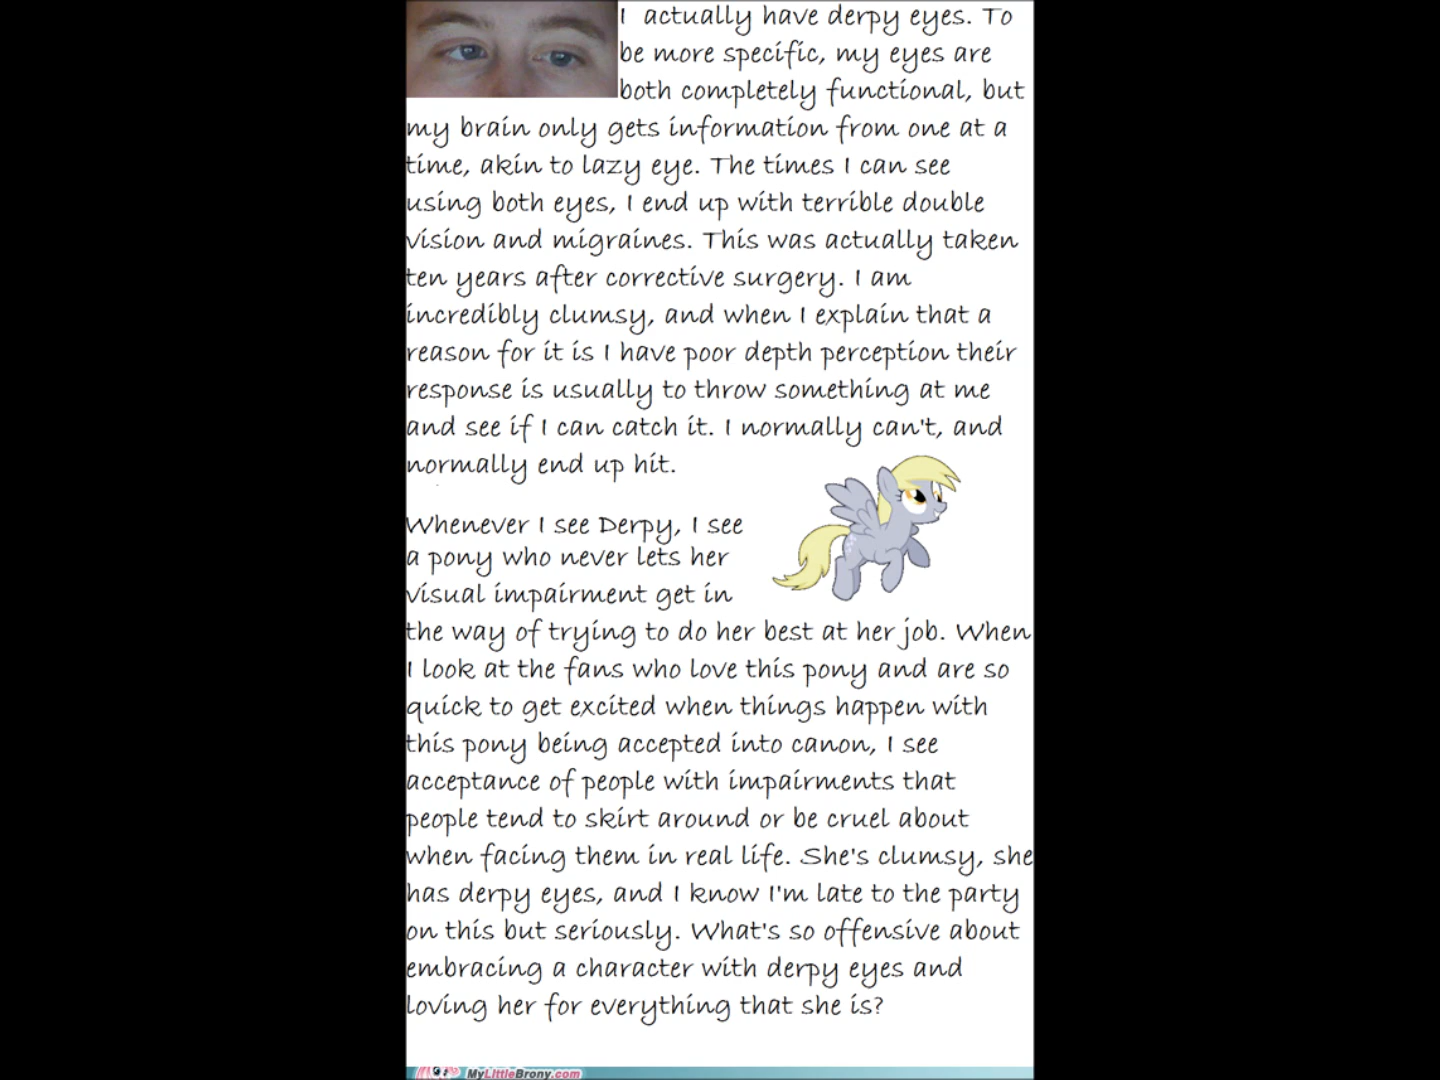 I actually have derpy eyes. To
be more specific, my eyes are
both completely functional, but
my brain only gets information from one at a
time, akin to lazy eye. The times I can see
using both eyes, I end up with terrible double
vision and migraines. This was actually taken
ten years after corrective surgery. I am
incredibly clumsy, and when I explain that a
reason for it is I have poor depth perception their
response is usually to throw something at me
and see if I can catch it. I normally can't, and
normally end up hit.
Whenever I see Derpy, I see
a pony who never lets her
visual impairment get in
the way of trying to do her best at her job. When
I look at the fans who love this pony and are so
quick to get excited when things happen with
this pony being accepted into canon, I see
acceptance of people with impairments that
people tend to skirt around or be cruel about
when facing them in real life. She's clumsy, she
has derpy eyes, and I know I'm late to the party
on this but seriously. What's so offensive about
embracing a character with derpy eyes and
loving her for everything that she is?
MyLittleBrony.com